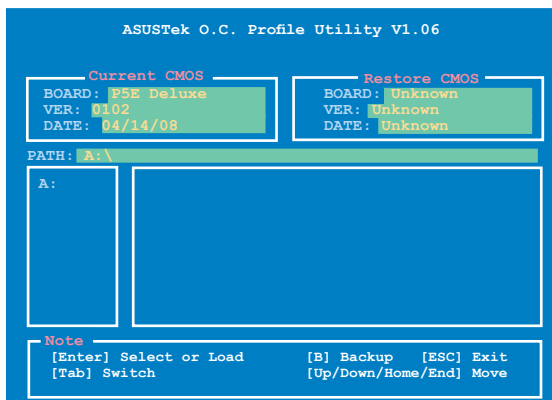 ASUSTek O.C. Profile Utility V1.06
Current CMOS
BOARD: P5E Deluxe
VER: 0102
DATE: 04/14/08
Restore CMOS
BOARD: Unknown
VER: Unknown
DATE: Unknown
PATH: A:\
A:
Note
[Enter] Select or Load [B] Backup [ESC] Exit
[Tab] Switch [Up/Down/Home/End] Move